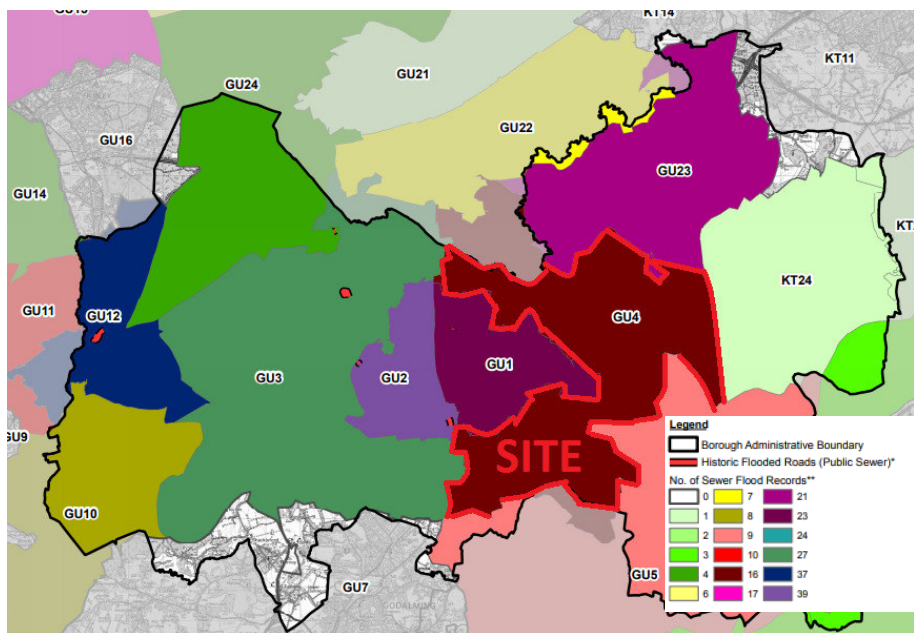 KT14
KT11
GU24
GU21
GU16
GU22
GU23
GU14
KT24
GU11
GU12
GU4
GU3
GU2
GU1
GU9
SITE
GU10
GU7
GU5
GODALMING
Legend
Borough Administrative Boundary
Historic Flooded Roads (Public Sewer)*
No. of Sewer Flood Records**
0 7 21
1 8 23
2 9 24
3 10 27
4 16 37
6 17 39